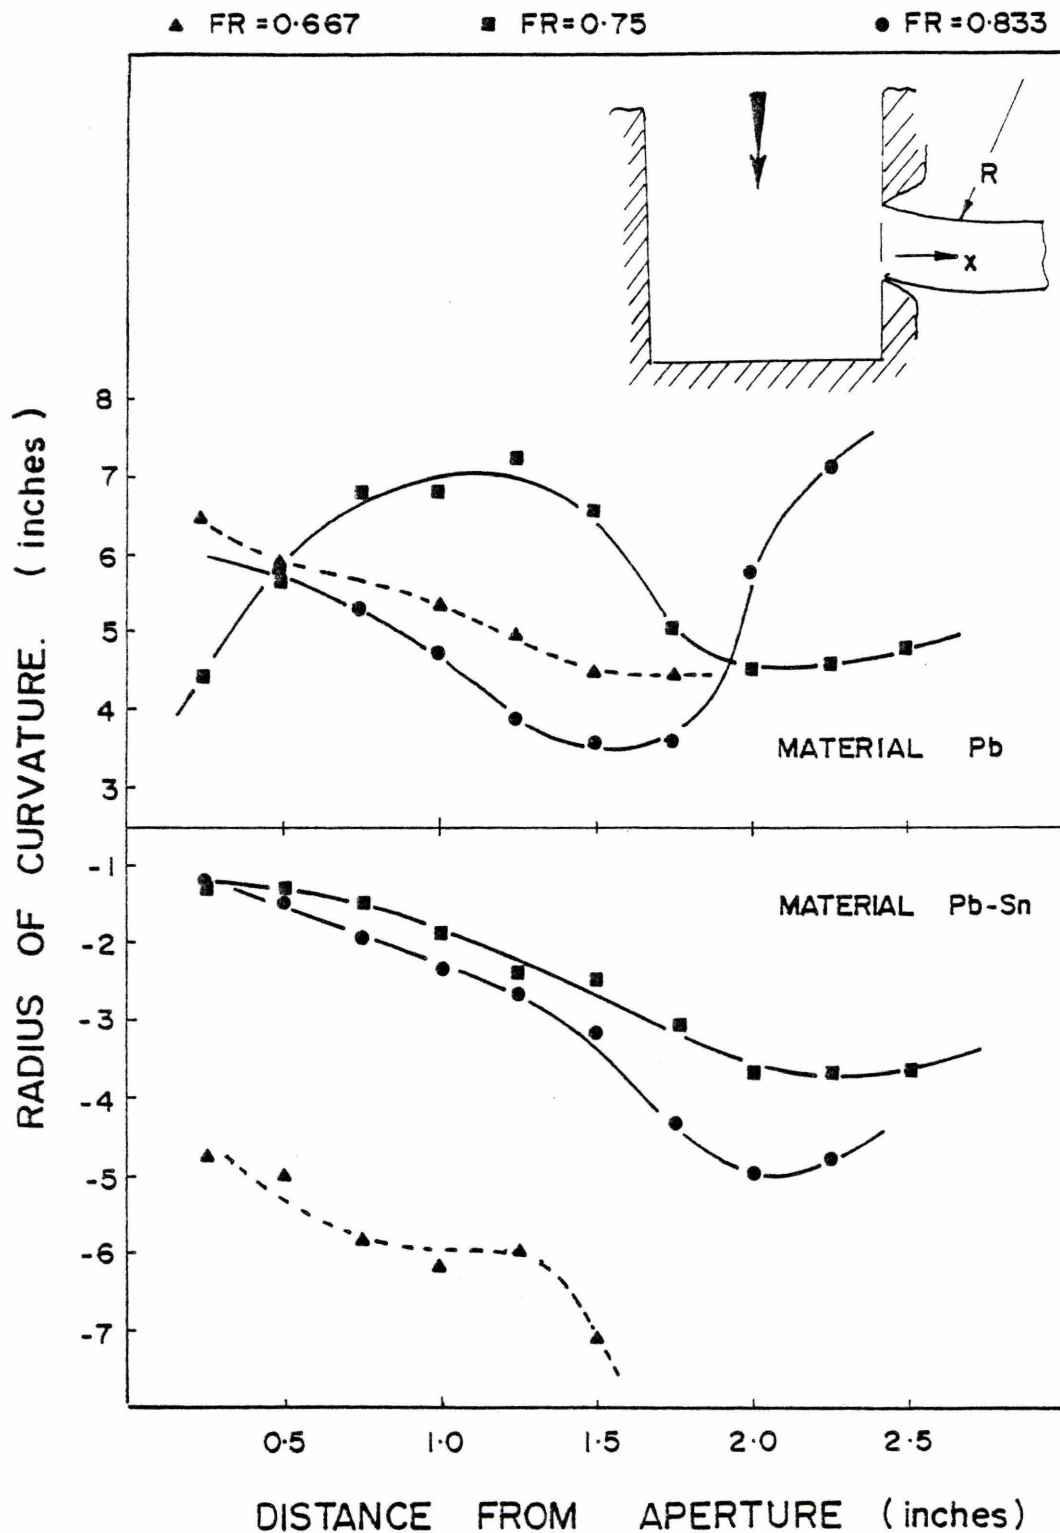 ▲ FR=0·667 ■ FR=0·75 ● FR=0·833
R
X
8
7
6
5
4
3
MATERIAL Pb
-1
-2
-3
-4
-5
-6
-7
MATERIAL Pb-Sn
RADIUS OF CURVATURE. (inches)
0·5 1·0 1·5 2·0 2·5
DISTANCE FROM APERTURE (inches)